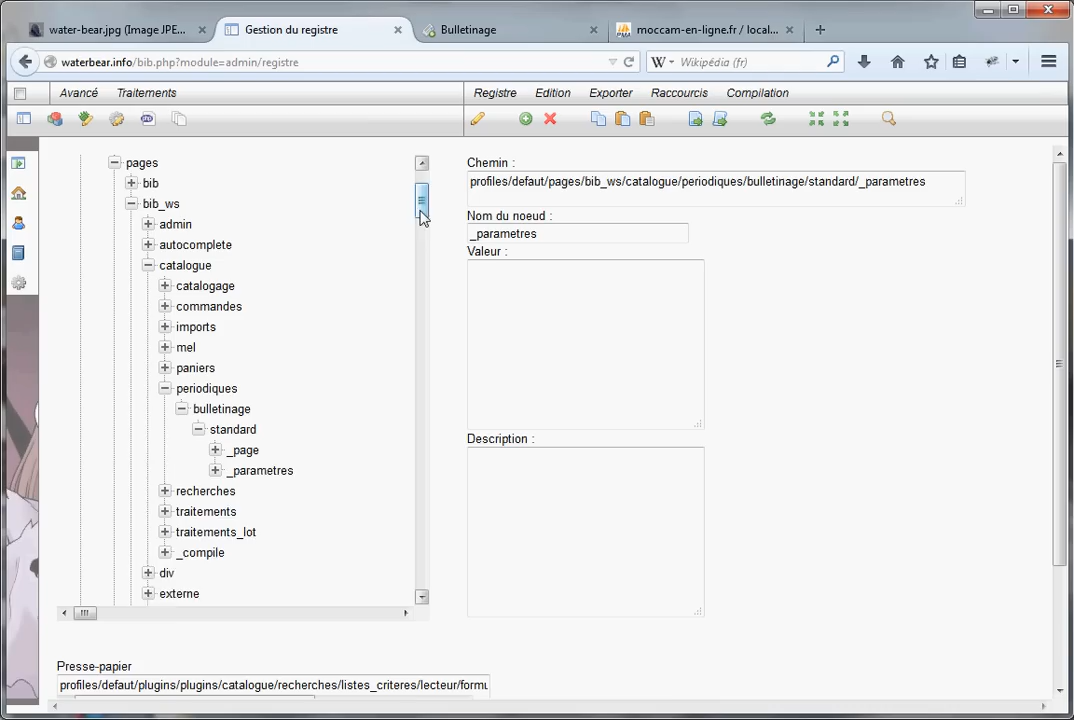 water-bear.jpg (Image JPE...
Gestion du registre
Bulletinage
moccam-en-ligne.fr / local...
waterbear.info/bib.php?module=admin/registre
W
Wikipédia (fr)
Avancé Traitements
Registre Edition Exporter Raccourcis Compilation
pages
bib
bib_ws
admin
autocomplete
catalogue
catalogage
commandes
imports
mel
paniers
periodiques
bulletinage
standard
_page
_parametres
recherches
traitements
traitements_lot
_compile
div
externe
Chemin :
profiles/defaut/pages/bib_ws/catalogue/periodiques/bulletinage/standard/_parametres
Nom du noeud :
_parametres
Valeur :
Description :
Presse-papier
profiles/defaut/plugins/plugins/catalogue/recherches/listes_criteres/lecteur/formu